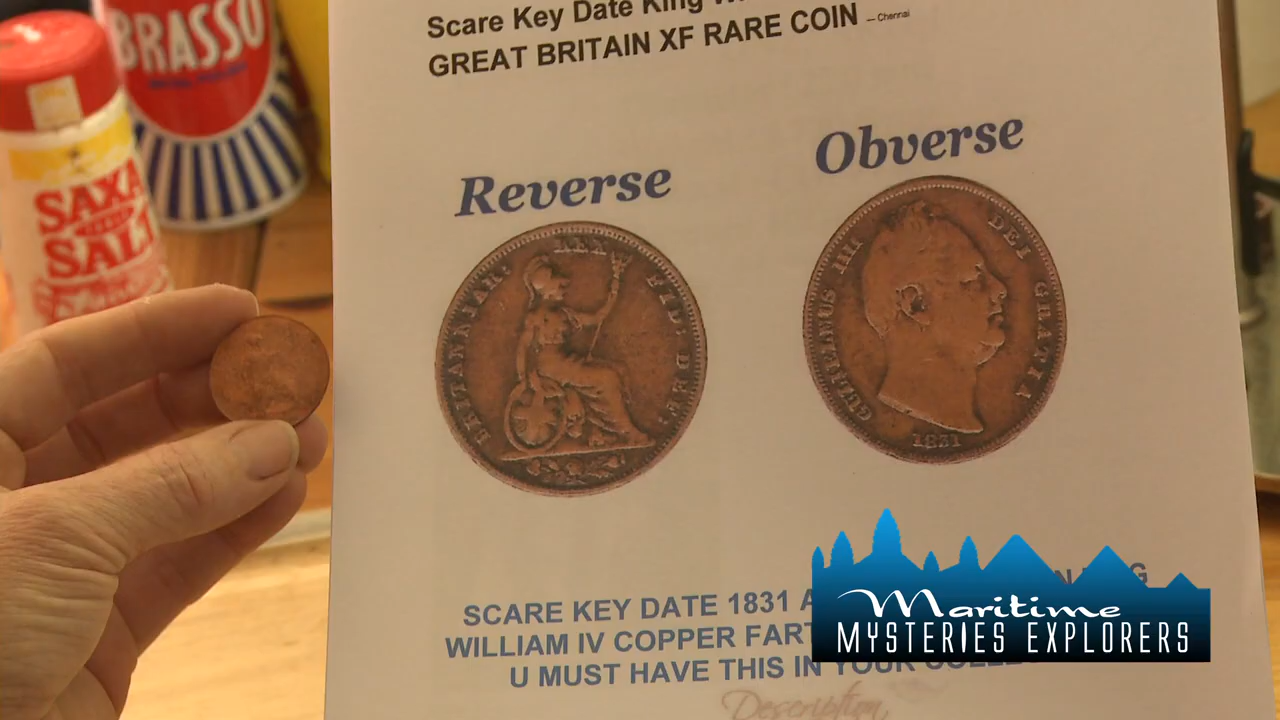 BRASSO
SAXA
SALT
Scare Key Date King
GREAT BRITAIN XF RARE COIN – Chennai
Reverse
Obverse
REX
BRITANNIAR:
FID: DEF:
GULIELMUS IIII
DEI GRATIA
1831
SCARE KEY DATE 1831
WILLIAM IV COPPER
U MUST HAVE THIS IN YOUR
Description
Maritime
MYSTERIES EXPLORERS